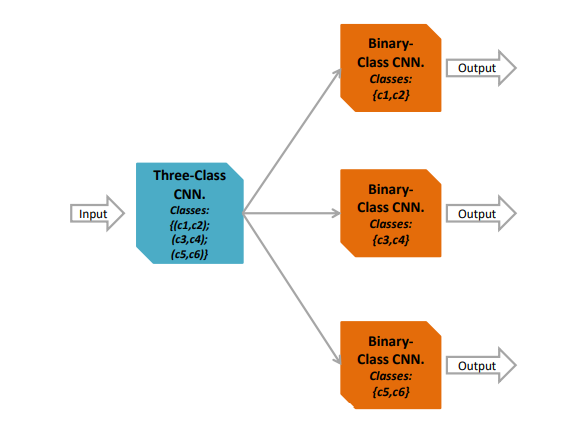 Binary-
Class CNN.
Classes:
{c1,c2}
Output
Three-Class
CNN.
Classes:
{(c1,c2);
(c3,c4);
(c5,c6)}
Input
Binary-
Class CNN.
Classes:
{c3,c4}
Output
Binary-
Class CNN.
Classes:
{c5,c6}
Output